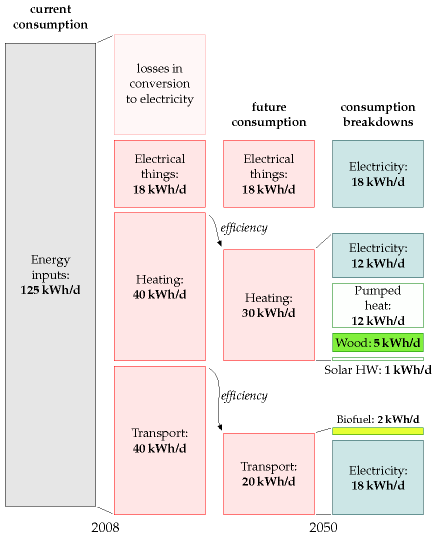 current
consumption
Energy
inputs:
125 kWh/d
losses in
conversion
to electricity
Electrical
things:
18 kWh/d
Heating:
40 kWh/d
Transport:
40 kWh/d
2008
efficiency
efficiency
future
consumption
Electrical
things:
18 kWh/d
Heating:
30 kWh/d
Transport:
20 kWh/d
2050
consumption
breakdowns
Electricity:
18 kWh/d
Electricity:
12 kWh/d
Pumped
heat:
12 kWh/d
Wood: 5 kWh/d
Solar HW: 1 kWh/d
Biofuel: 2 kWh/d
Electricity:
18 kWh/d